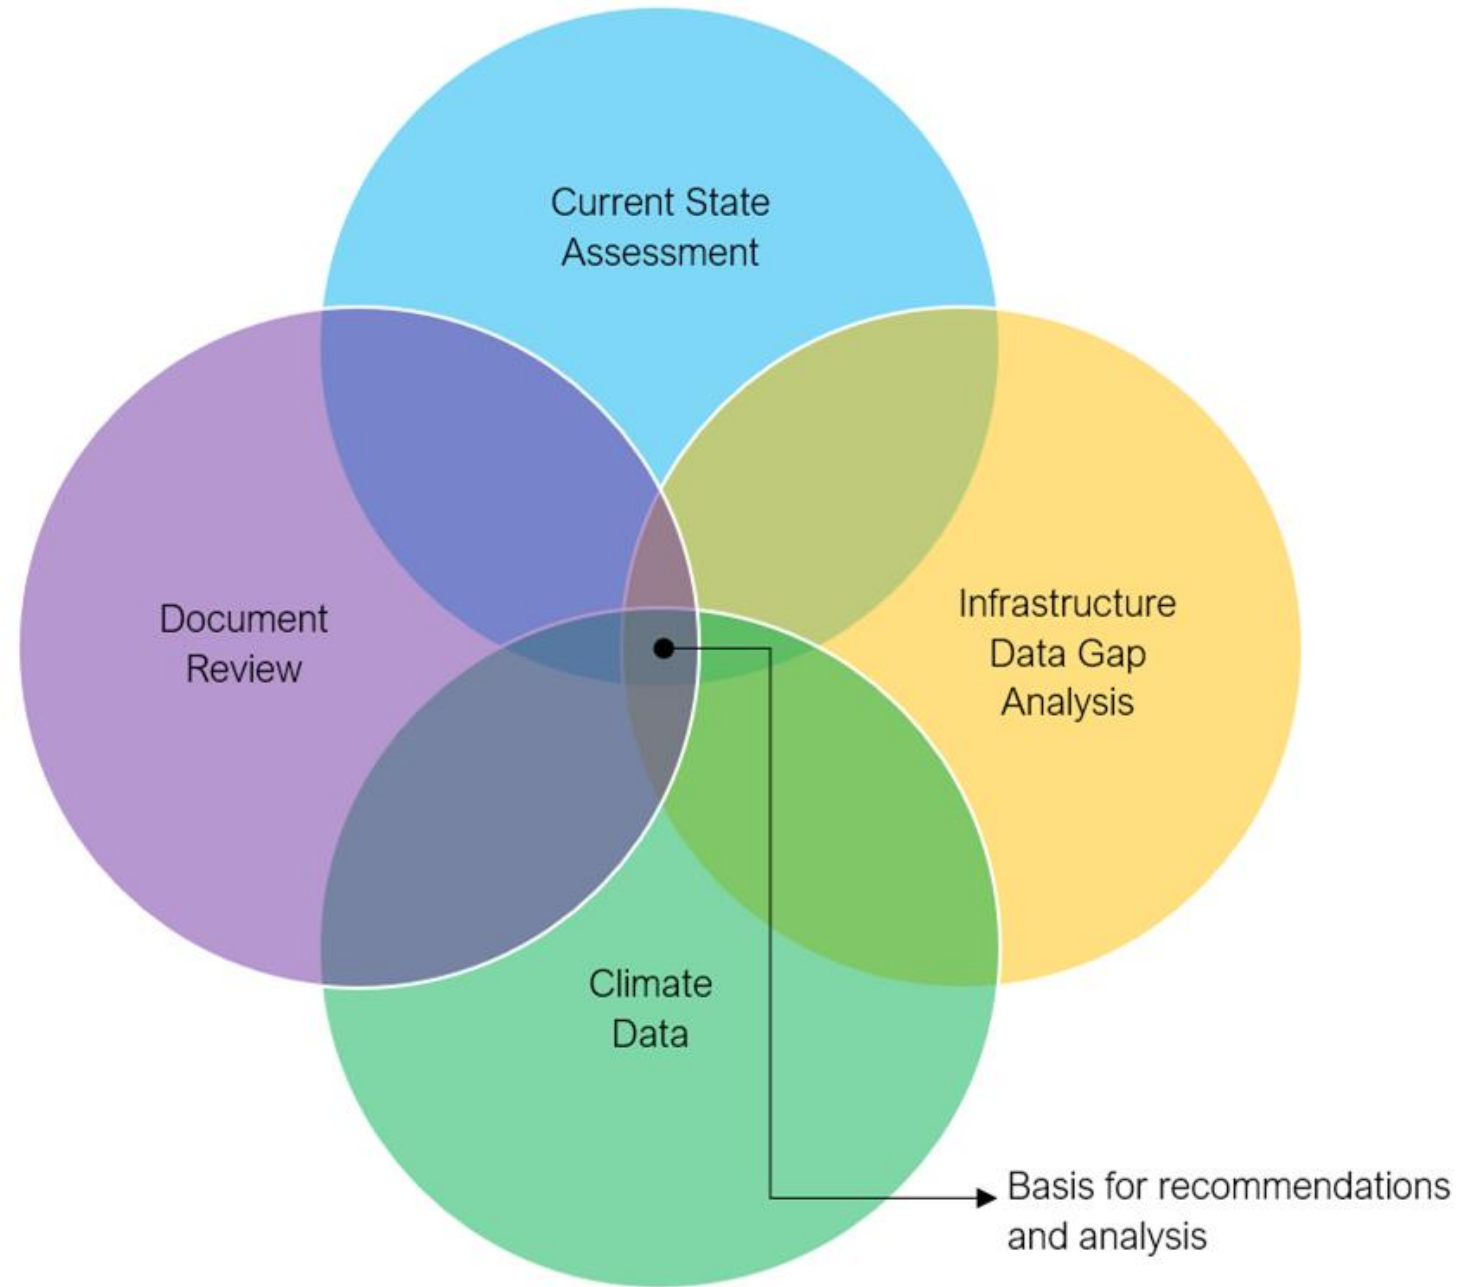 Current State
Assessment
Document
Review
Infrastructure
Data Gap
Analysis
Climate
Data
Basis for recommendations
and analysis